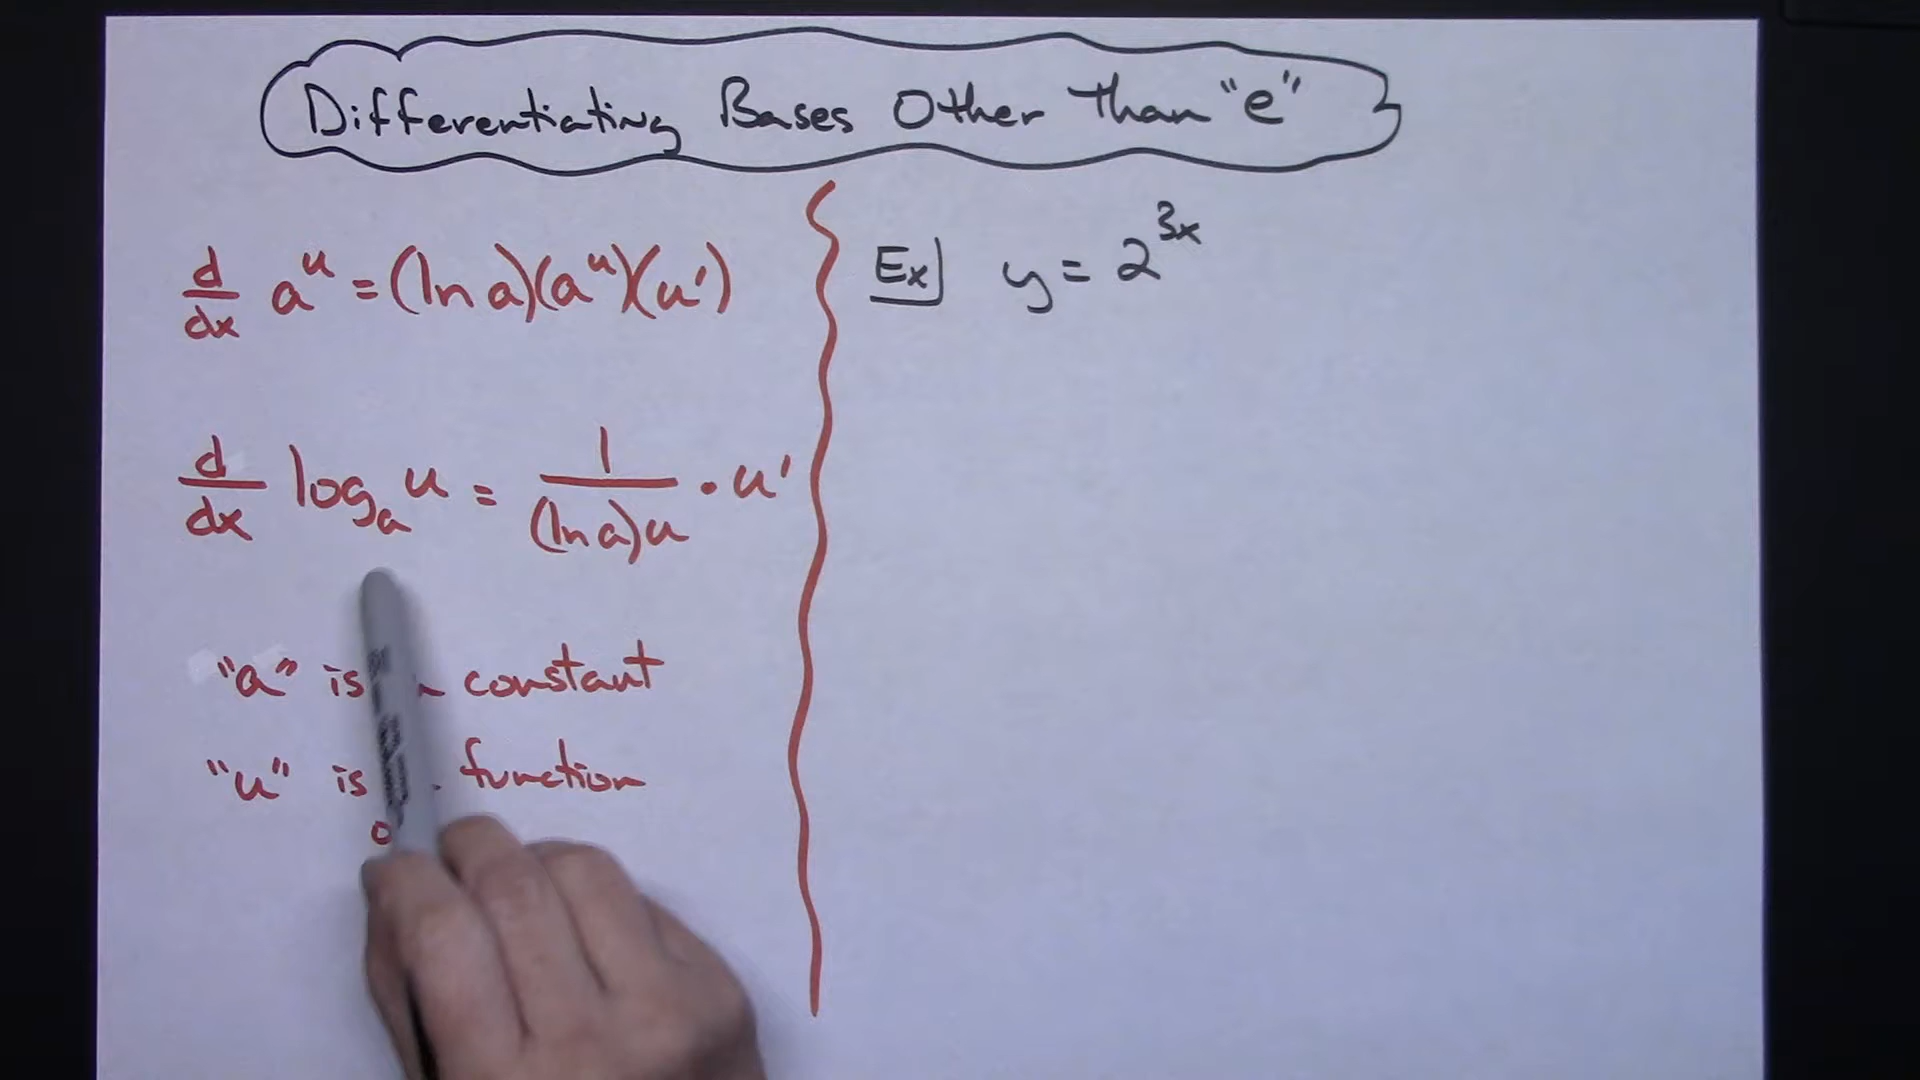 Differentiating Bases Other Than "e"
d/dx a^u = (ln a)(a^u)(u')
d/dx log_a u = 1/((ln a)u) • u'
"a" is constant
"u" is function
Ex] y = 2^3x